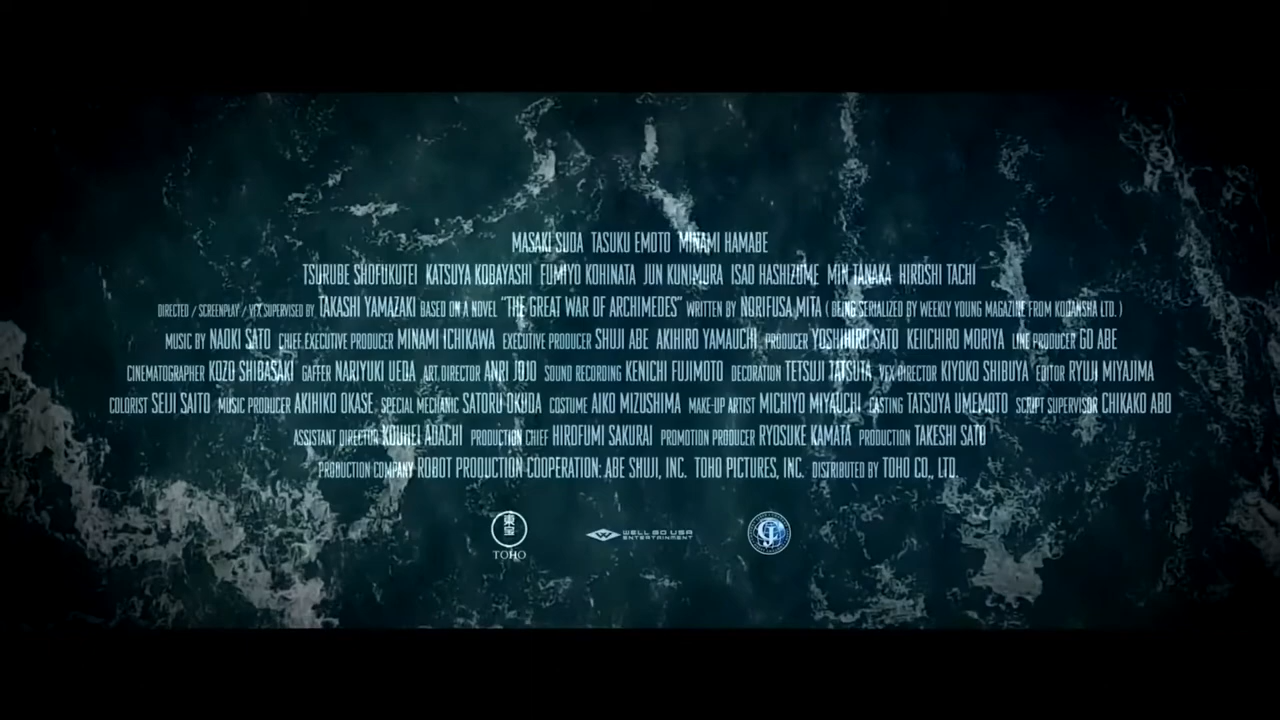 MASAKI SUDA TASUKU EMOTO MINAMI HAMABE
TSURUBE SHOFUKUTEI KATSUYA KOBAYASHI FUMIYO KOHINATA JUN KUNIMURA ISAO HASHIZUME MIN TANAKA HIROSHI TACHI
DIRECTED / SCREENPLAY / VFX SUPERVISED BY TAKASHI YAMAZAKI BASED ON A NOVEL "THE GREAT WAR OF ARCHIMEDES" WRITTEN BY NORIFUSA MITA ( BEING SERIALIZED BY WEEKLY YOUNG MAGAZINE FROM KODANSHA LTD. )
MUSIC BY NAOKI SATO CHIEF EXECUTIVE PRODUCER MINAMI ICHIKAWA EXECUTIVE PRODUCER SHUJI ABE AKIHIRO YAMAUCHI PRODUCER YOSHIHIRO SATO KEIICHIRO MORIYA LINE PRODUCER GO ABE
CINEMATOGRAPHER KOZO SHIBASAKI GAFFER NARIYUKI UEDA ART DIRECTOR ANRI JOJO SOUND RECORDING KENICHI FUJIMOTO DECORATION TETSUJI TATSUTA VFX DIRECTOR KIYOKO SHIBUYA EDITOR RYUJI MIYAJIMA
COLORIST SEIJI SAITO MUSIC PRODUCER AKIHIKO OKASE SPECIAL MECHANIC SATORU OKUDA COSTUME AIKO MIZUSHIMA MAKE-UP ARTIST MICHIYO MIYAUCHI CASTING TATSUYA UMEMOTO SCRIPT SUPERVISOR CHIKAKO ABO
ASSISTANT DIRECTOR KOUHEI ADACHI PRODUCTION CHIEF HIROFUMI SAKURAI PROMOTION PRODUCER RYOSUKE KAMATA PRODUCTION TAKESHI SATO
PRODUCTION COMPANY ROBOT PRODUCTION COOPERATION: ABE SHUJI, INC. TOHO PICTURES, INC. DISTRIBUTED BY TOHO CO., LTD.
東宝
TOHO
WELL GO USA
ENTERTAINMENT